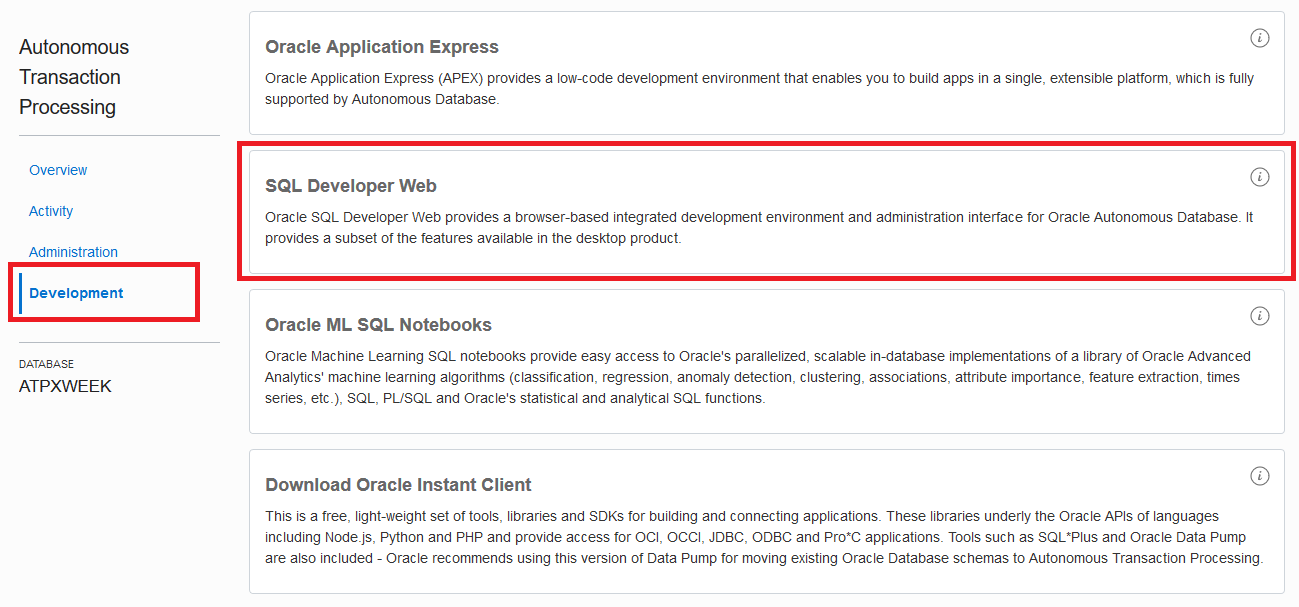 Autonomous
Transaction
Processing
Overview
Activity
Administration
Development
DATABASE
ATPXWEEK
Oracle Application Express
Oracle Application Express (APEX) provides a low-code development environment that enables you to build apps in a single, extensible platform, which is fully
supported by Autonomous Database.
SQL Developer Web
Oracle SQL Developer Web provides a browser-based integrated development environment and administration interface for Oracle Autonomous Database. It
provides a subset of the features available in the desktop product.
Oracle ML SQL Notebooks
Oracle Machine Learning SQL notebooks provide easy access to Oracle's parallelized, scalable in-database implementations of a library of Oracle Advanced
Analytics' machine learning algorithms (classification, regression, anomaly detection, clustering, associations, attribute importance, feature extraction, times
series, etc.), SQL, PL/SQL and Oracle's statistical and analytical SQL functions.
Download Oracle Instant Client
This is a free, light-weight set of tools, libraries and SDKs for building and connecting applications. These libraries underly the Oracle APIs of languages
including Node.js, Python and PHP and provide access for OCI, OCCI, JDBC, ODBC and Pro*C applications. Tools such as SQL*Plus and Oracle Data Pump
are also included - Oracle recommends using this version of Data Pump for moving existing Oracle Database schemas to Autonomous Transaction Processing.